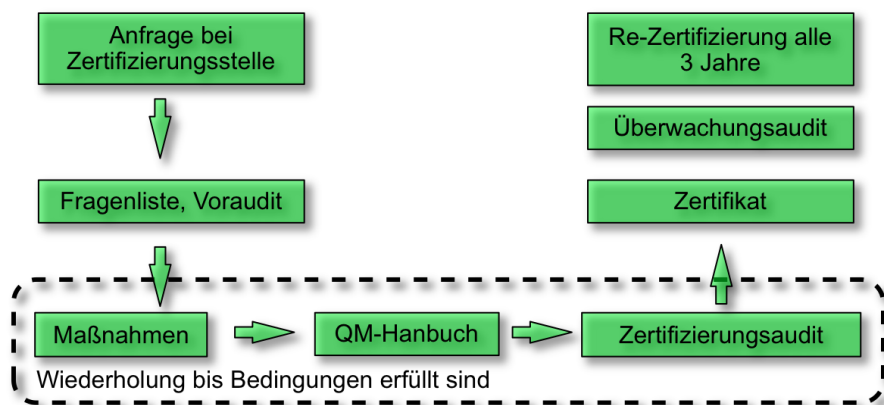 Anfrage bei
Zertifizierungsstelle
Fragenliste, Voraudit
Maßnahmen
QM-Hanbuch
Zertifizierungsaudit
Wiederholung bis Bedingungen erfüllt sind
Zertifikat
Überwachungsaudit
Re-Zertifizierung alle
3 Jahre